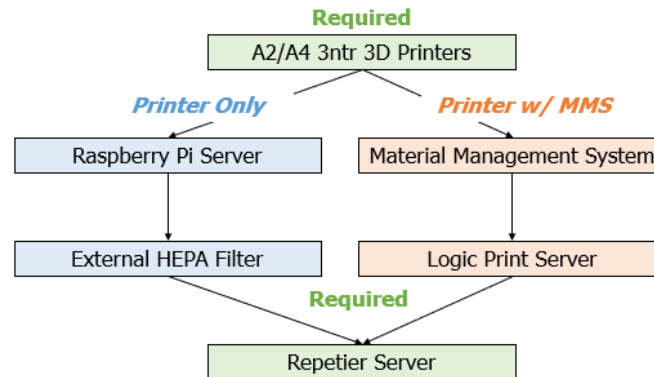 Required
A2/A4 3ntr 3D Printers
Printer Only
Printer w/ MMS
Raspberry Pi Server
Material Management System
External HEPA Filter
Logic Print Server
Required
Repetier Server